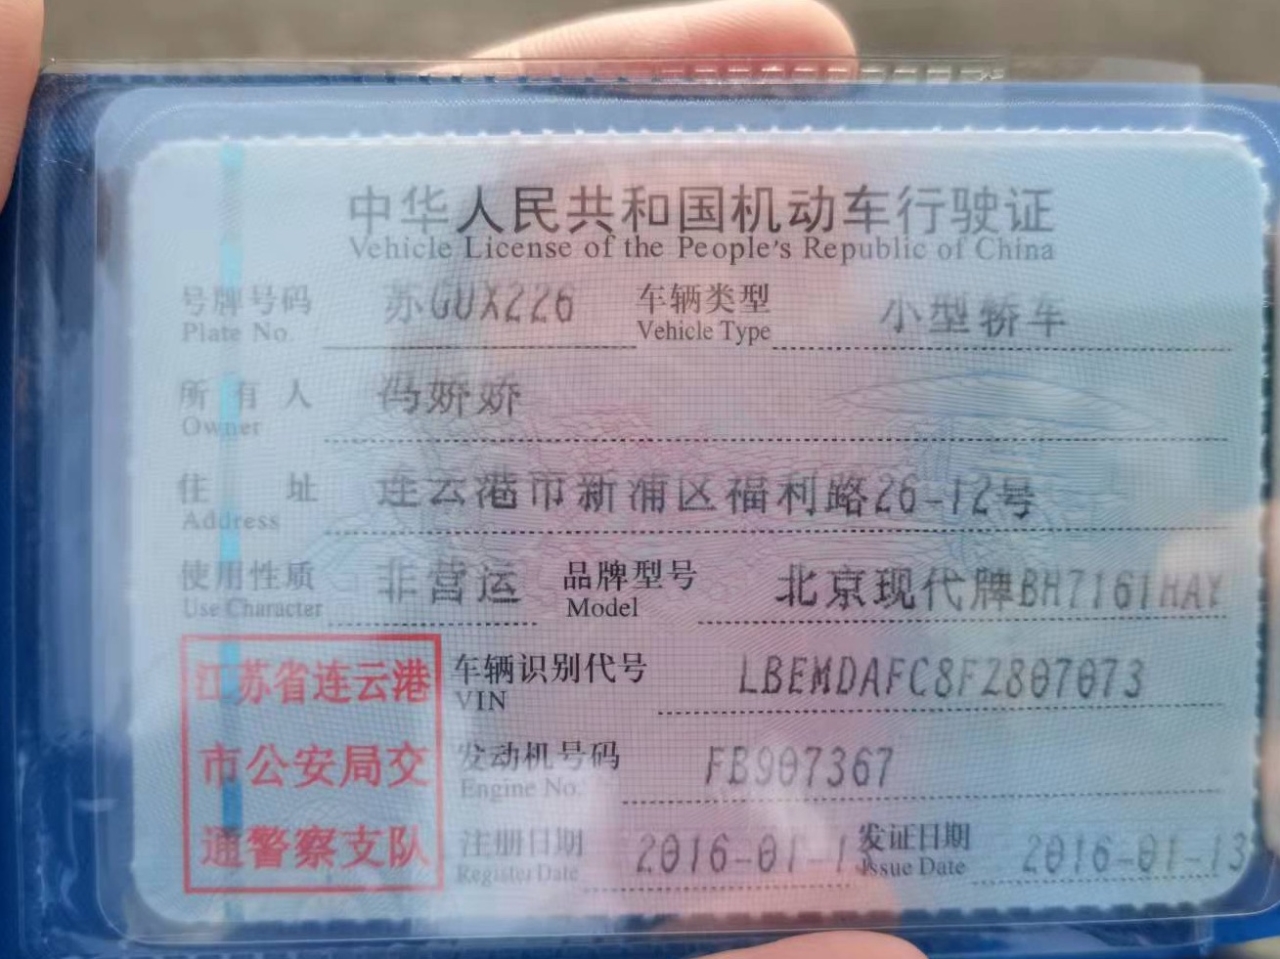 中华人民共和国机动车行驶证
Vehicle License of the People's Republic of China
号牌号码 苏GUX226 车辆类型 小型轿车
Plate No. Vehicle Type
所有人 冯娇娇
Owner
住址 连云港市新浦区福利路26-12号
Address
使用性质 非营运 品牌型号 北京现代牌BH7161HAY
Use Character Model
江苏省连云港 车辆识别代号 LBEMDAFC8FZ807073
VIN
市公安局交 发动机号码 FB907367
Engine No.
通警察支队 注册日期 2016-01-13 发证日期 2016-01-13
Register Date Issue Date